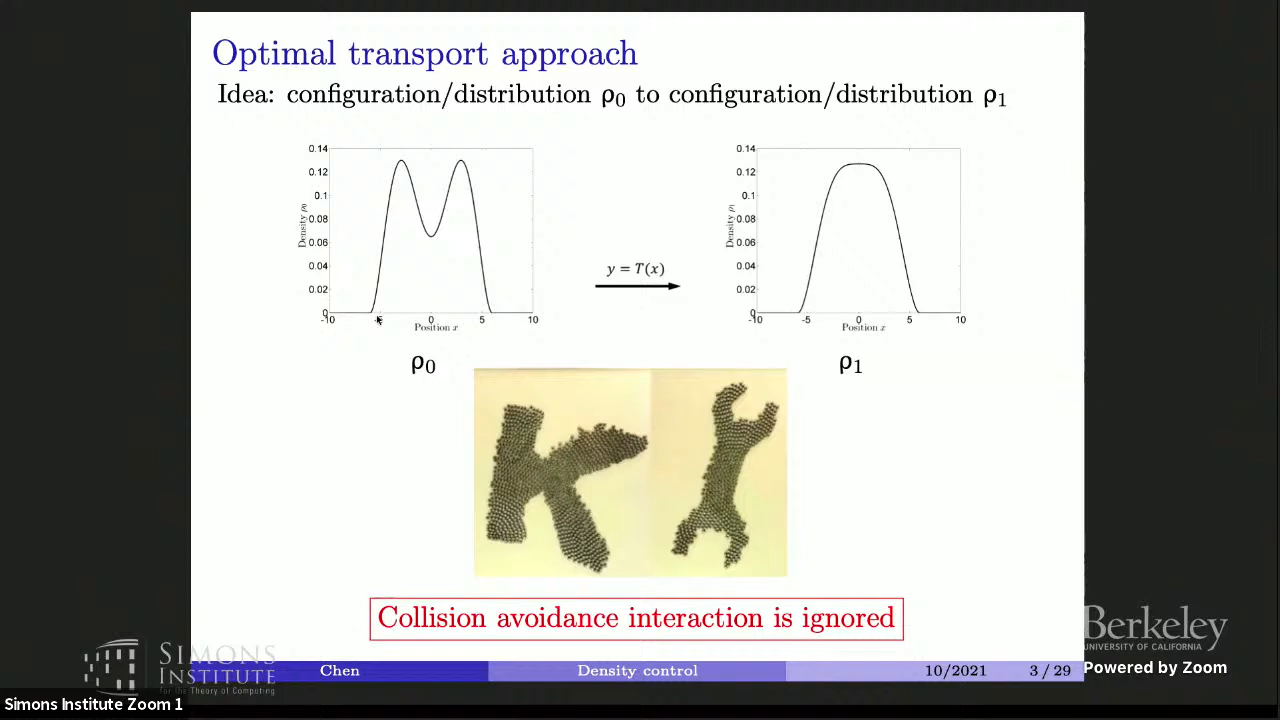 Optimal transport approach
Idea: configuration/distribution ρ0 to configuration/distribution ρ1
0.14
0.12
0.1
0.08
0.06
0.04
0.02
0
Density ρ0
-10
-5
0
5
10
Position x
ρ0
y = T(x)
0.14
0.12
0.1
0.08
0.06
0.04
0.02
0
Density ρ1
-10
-5
0
5
10
Position x
ρ1
Collision avoidance interaction is ignored
SIMONS
INSTITUTE
for the Theory of Computing
Chen
Density control
10/2021
3 / 29
Berkeley
UNIVERSITY OF CALIFORNIA
Powered by Zoom
Simons Institute Zoom 1